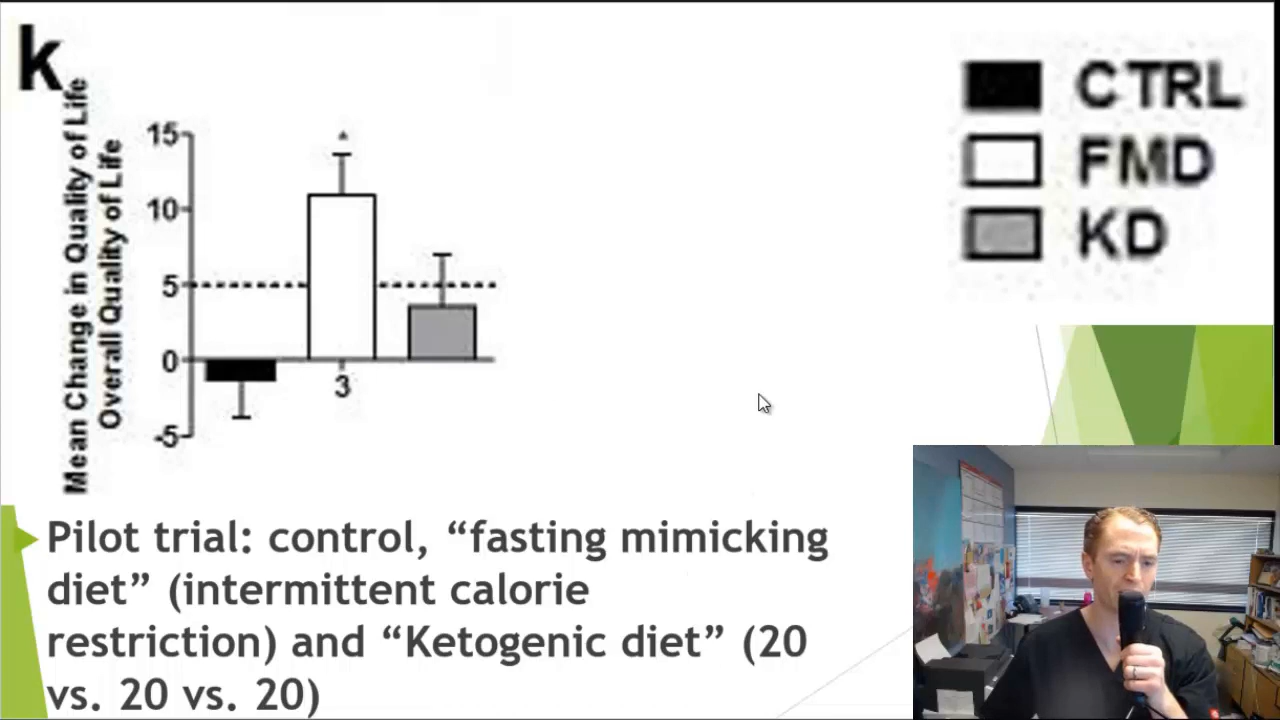 k
Mean Change in Quality of Life
Overall Quality of Life
15
10
5
0
-5
*
3
CTRL
FMD
KD
Pilot trial: control, “fasting mimicking
diet” (intermittent calorie
restriction) and “Ketogenic diet” (20
vs. 20 vs. 20)